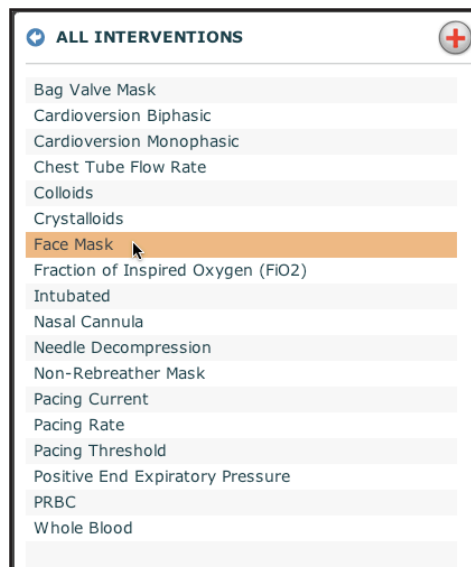 ALL INTERVENTIONS
Bag Valve Mask
Cardioversion Biphasic
Cardioversion Monophasic
Chest Tube Flow Rate
Colloids
Crystalloids
Face Mask
Fraction of Inspired Oxygen (FiO2)
Intubated
Nasal Cannula
Needle Decompression
Non-Rebreather Mask
Pacing Current
Pacing Rate
Pacing Threshold
Positive End Expiratory Pressure
PRBC
Whole Blood